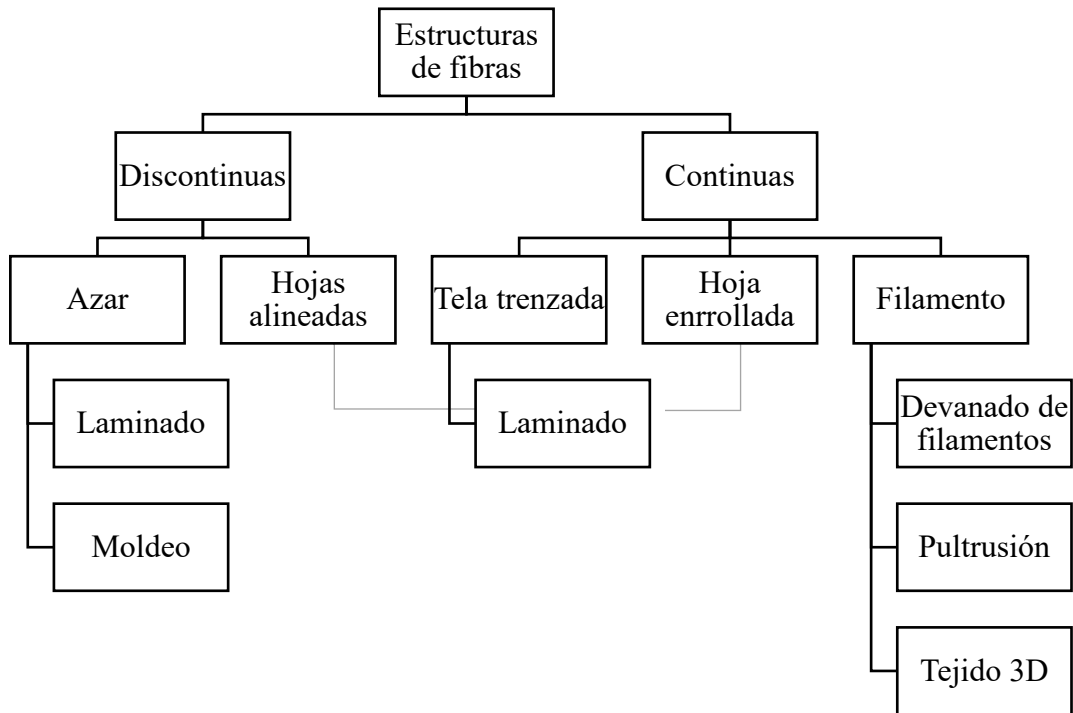 Estructuras
de fibras
Discontinuas
Continuas
Azar
Hojas
alineadas
Tela trenzada
Hoja
enrrollada
Filamento
Laminado
Laminado
Devanado de
filamentos
Moldeo
Pultrusión
Tejido 3D